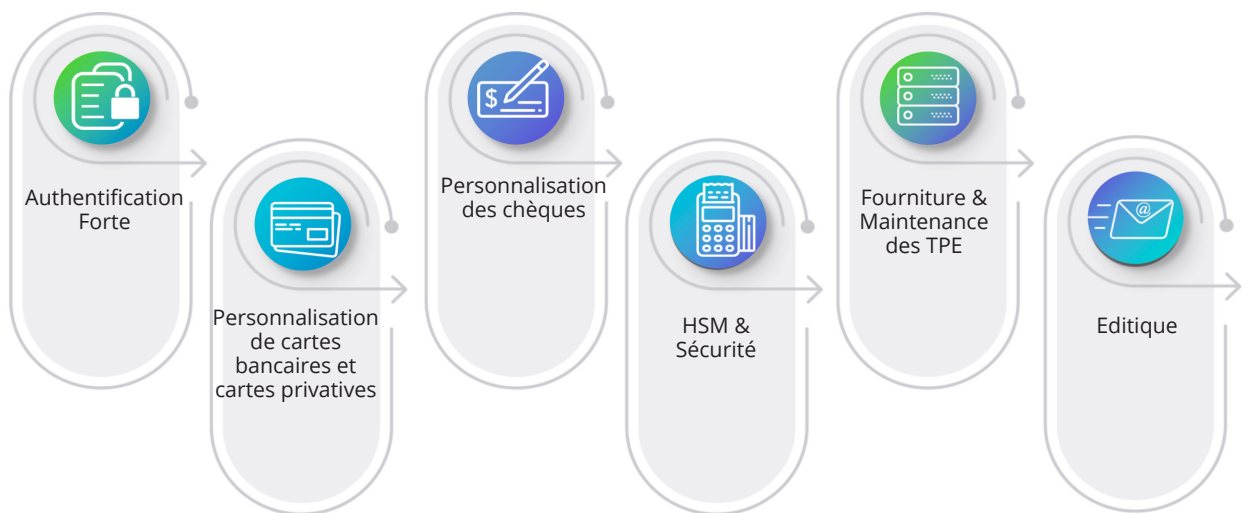 Authentification
Forte
Personnalisation
de cartes
bancaires et
cartes privatives
$
Personnalisation
des chèques
HSM &
Sécurité
Fourniture &
Maintenance
des TPE
@
Editique